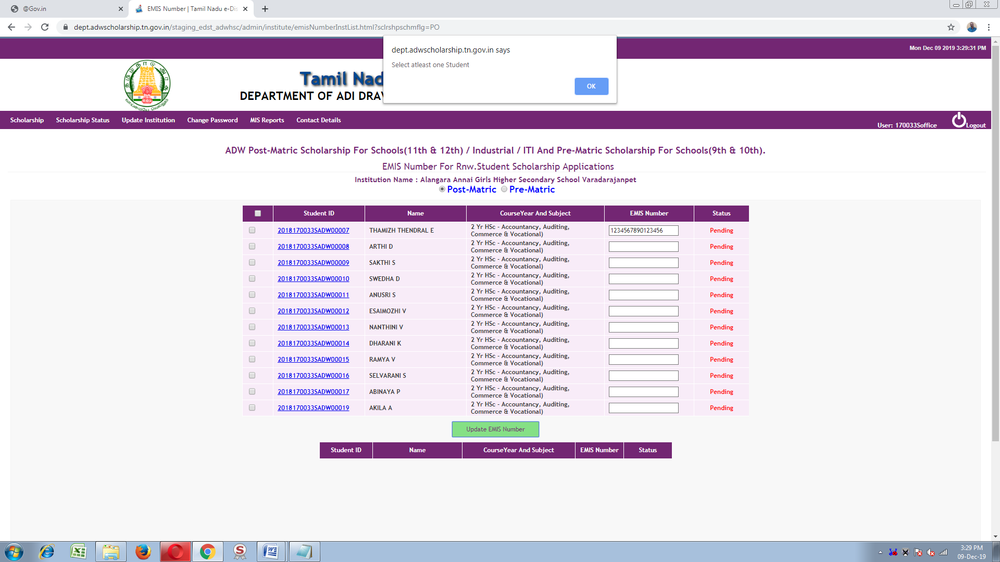 @Gov.in
EMIS Number | Tamil Nadu e-Dis
dept.adwscholarship.tn.gov.in/staging_edst_adwhsc/admin/institute/emisNumberInstList.html?sclrshpschmflg=PO
dept.adwscholarship.tn.gov.in says
Select atleast one Student
OK
Mon Dec 09 2019 3:29:31 PM
Tamil Nad
DEPARTMENT OF ADI DRAV
Scholarship Scholarship Status Update Institution Change Password MIS Reports Contact Details
User: 170033Soffice Logout
ADW Post-Matric Scholarship For Schools(11th & 12th) / Industrial / ITI And Pre-Matric Scholarship For Schools(9th & 10th).
EMIS Number For Rnw.Student Scholarship Applications
Institution Name : Alangara Annai Girls Higher Secondary School Varadarajanpet
Post-Matric Pre-Matric
Student ID Name CourseYear And Subject EMIS Number Status
2018170033SADW00007 THAMIZH THENDRAL E 2 Yr HSc - Accountancy, Auditing, 1234567890123456 Pending
Commerce & Vocational)
2018170033SADW00008 ARTHI D 2 Yr HSc - Accountancy, Auditing, Pending
Commerce & Vocational)
2018170033SADW00009 SAKTHI S 2 Yr HSc - Accountancy, Auditing, Pending
Commerce & Vocational)
2018170033SADW00010 SWEDHA D 2 Yr HSc - Accountancy, Auditing, Pending
Commerce & Vocational)
2018170033SADW00011 ANUSRI S 2 Yr HSc - Accountancy, Auditing, Pending
Commerce & Vocational)
2018170033SADW00012 ESAIMOZHI V 2 Yr HSc - Accountancy, Auditing, Pending
Commerce & Vocational)
2018170033SADW00013 NANTHINI V 2 Yr HSc - Accountancy, Auditing, Pending
Commerce & Vocational)
2018170033SADW00014 DHARANI K 2 Yr HSc - Accountancy, Auditing, Pending
Commerce & Vocational)
2018170033SADW00015 RAMYA V 2 Yr HSc - Accountancy, Auditing, Pending
Commerce & Vocational)
2018170033SADW00016 SELVARANI S 2 Yr HSc - Accountancy, Auditing, Pending
Commerce & Vocational)
2018170033SADW00017 ABINAYA P 2 Yr HSc - Accountancy, Auditing, Pending
Commerce & Vocational)
2018170033SADW00019 AKILA A 2 Yr HSc - Accountancy, Auditing, Pending
Commerce & Vocational)
Update EMIS Number
Student ID Name CourseYear And Subject EMIS Number Status
3:29 PM
09-Dec-19